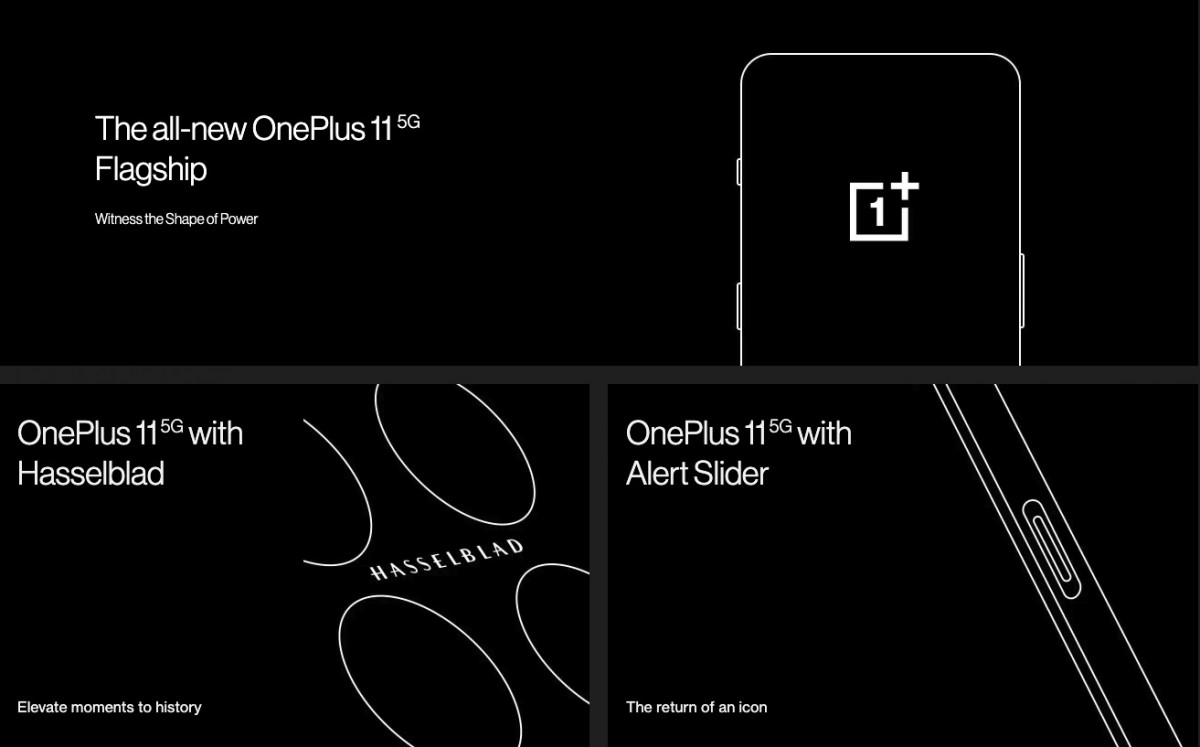 The all-new OnePlus 11 5G
Flagship
Witness the Shape of Power
1+
OnePlus 11 5G with
Hasselblad
HASSELBLAD
Elevate moments to history
OnePlus 11 5G with
Alert Slider
The return of an icon